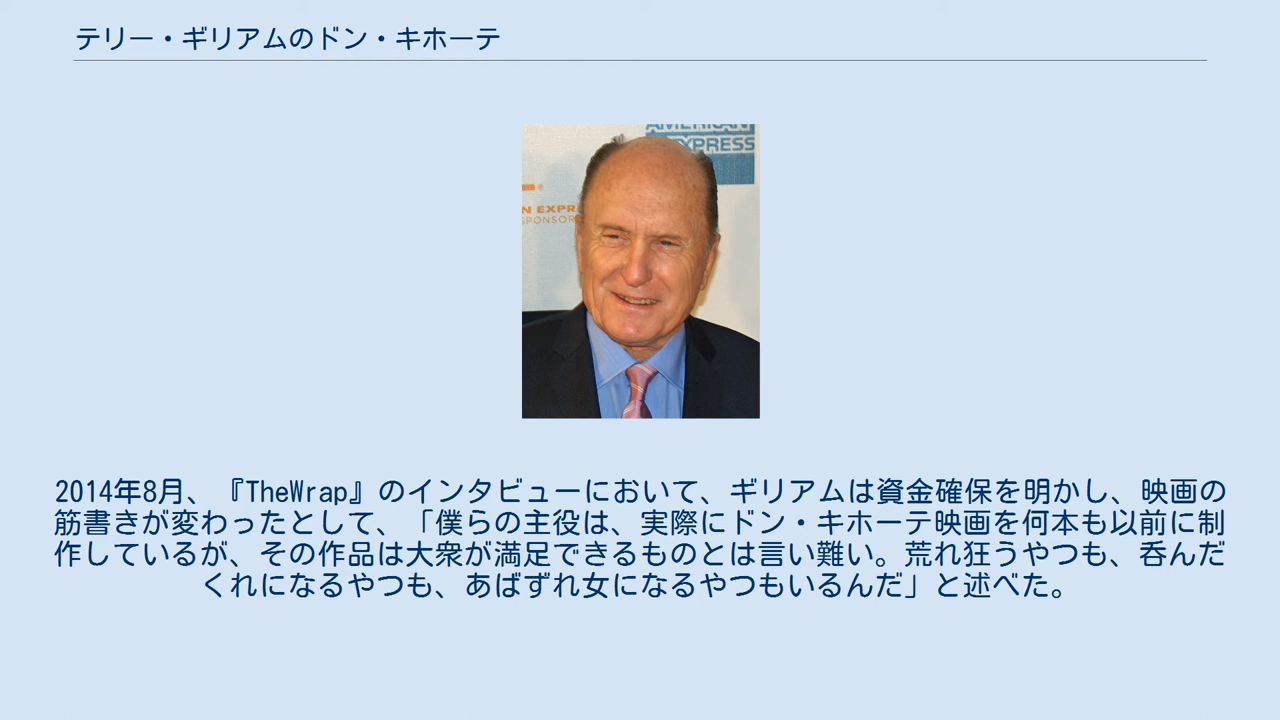 テリー・ギリアムのドン・キホーテ
AMERICAN
EXPRESS
N EXPR
SPONSOR
2014年8月、『TheWrap』のインタビューにおいて、ギリアムは資金確保を明かし、映画の
筋書きが変わったとして、「僕らの主役は、実際にドン・キホーテ映画を何本も以前に制
作しているが、その作品は大衆が満足できるものとは言い難い。荒れ狂うやつも、呑んだ
くれになるやつも、あばずれ女になるやつもいるんだ」と述べた。